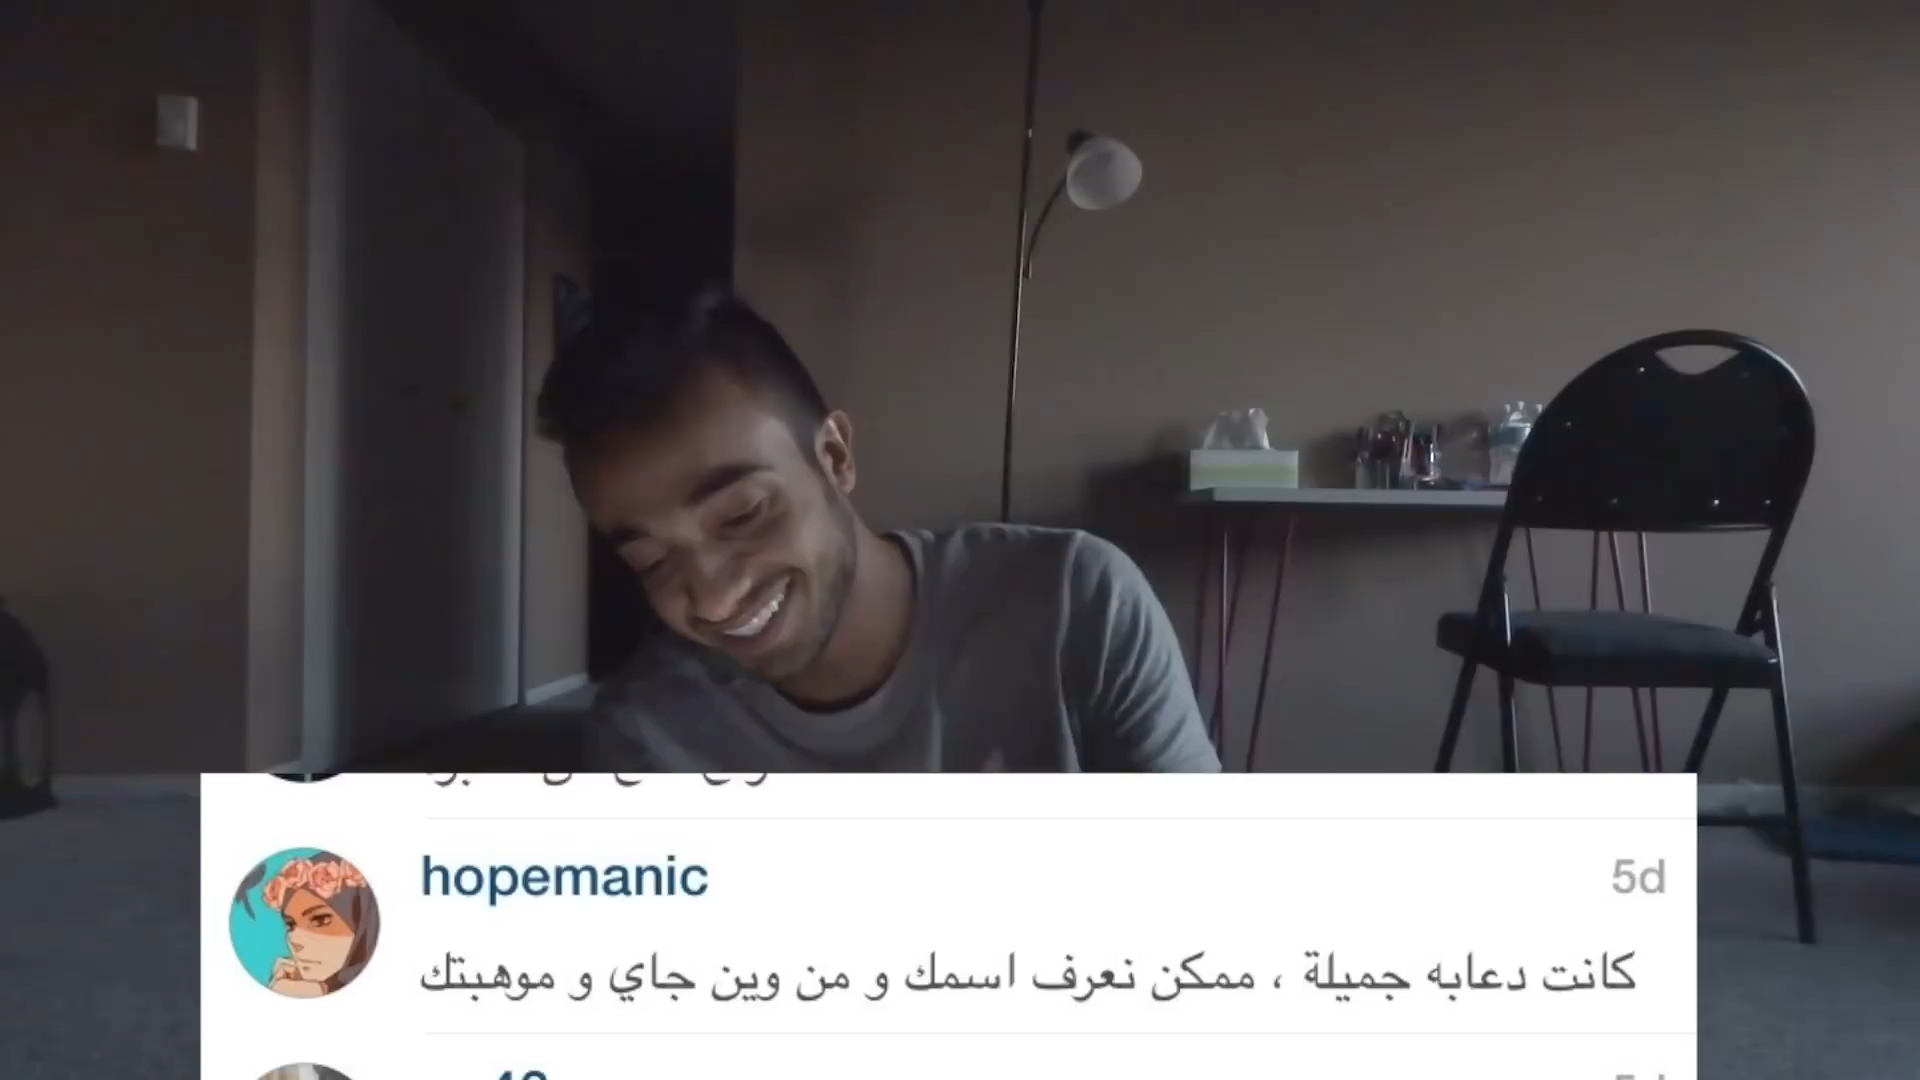 hopemanic
5d
كانت دعابه جميلة ، ممكن نعرف اسمك و من وين جاي و موهبتك